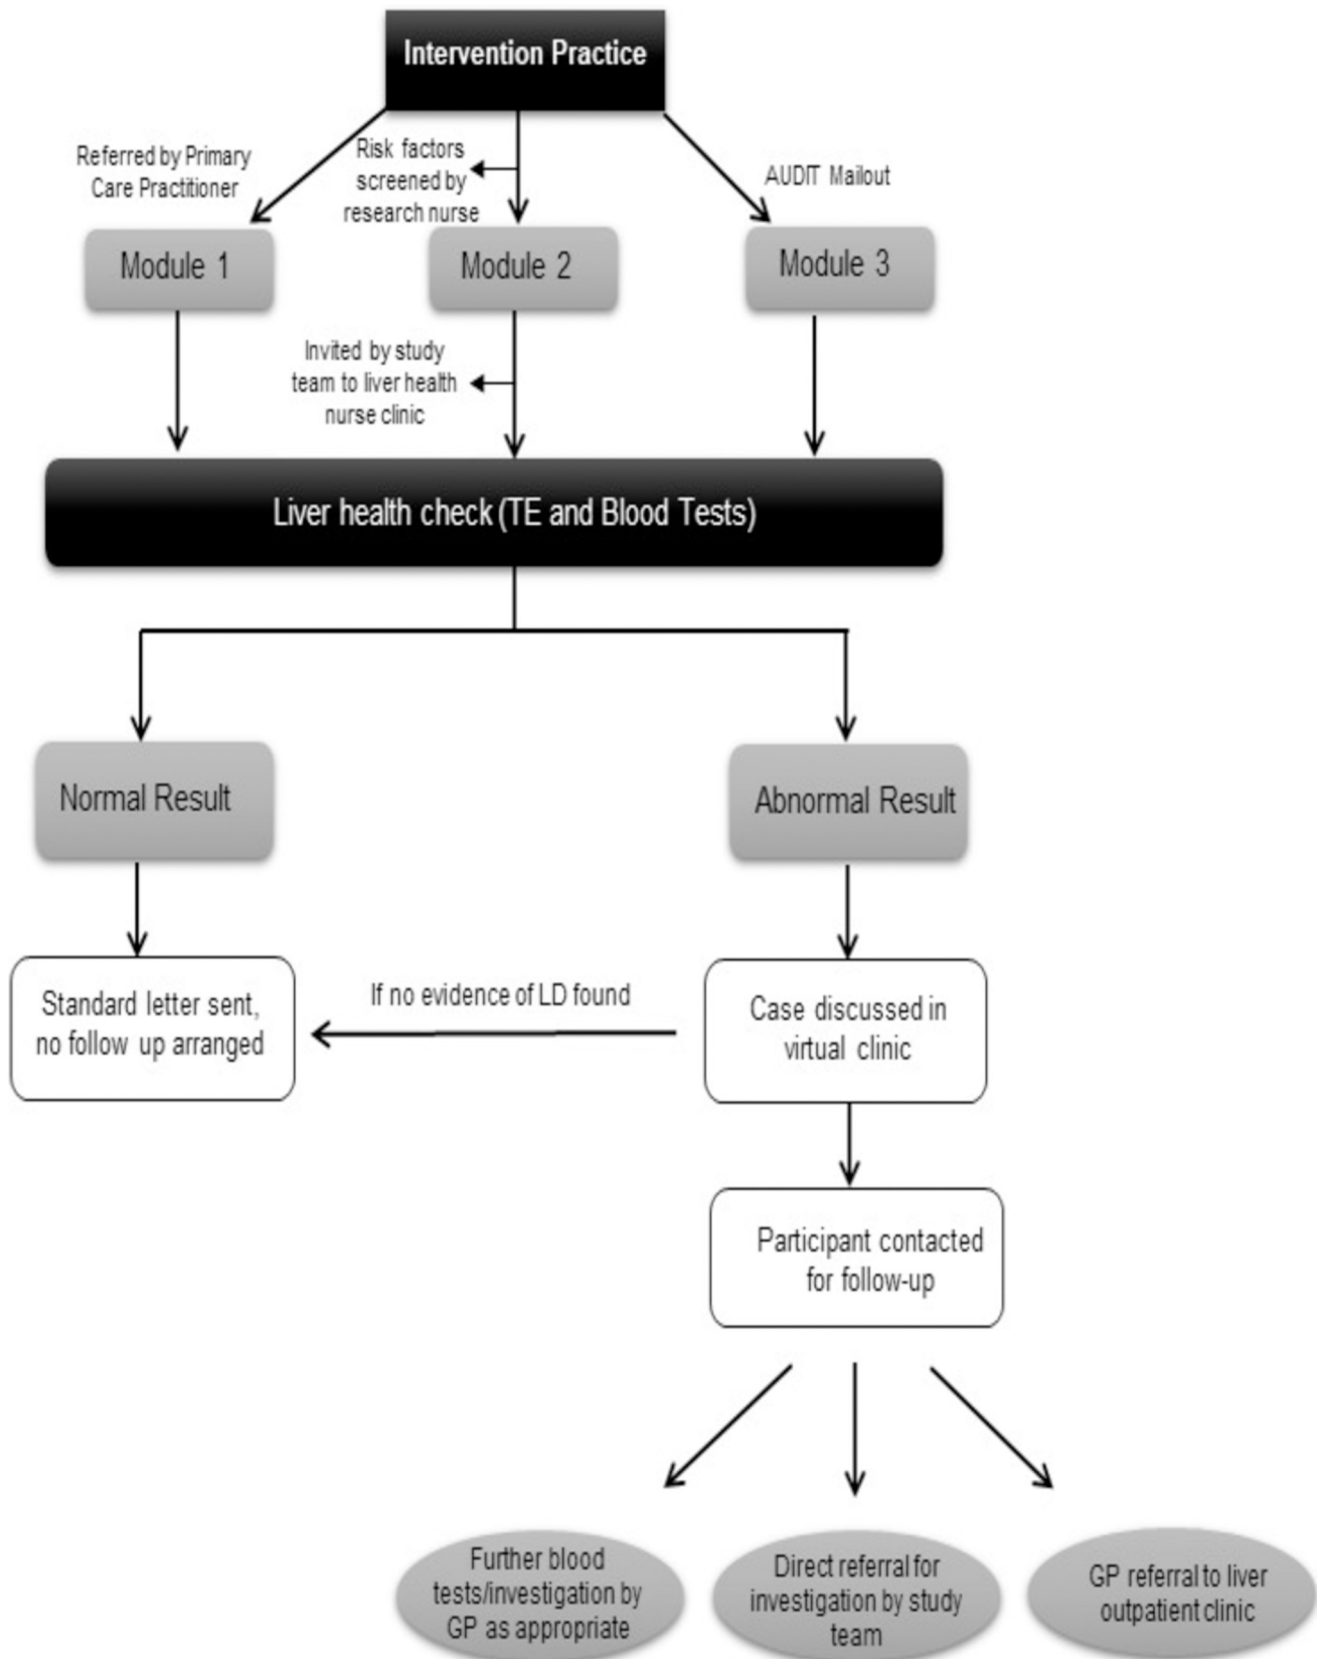 Intervention Practice
Referred by Primary
Care Practitioner
Risk factors
screened by
research nurse
AUDIT Mailout
Module 1
Module 2
Module 3
Invited by study
team to liver health
nurse clinic
Liver health check (TE and Blood Tests)
Normal Result
Abnormal Result
Standard letter sent,
no follow up arranged
If no evidence of LD found
Case discussed in
virtual clinic
Participant contacted
for follow-up
Further blood
tests/investigation by
GP as appropriate
Direct referral for
investigation by study
team
GP referral to liver
outpatient clinic